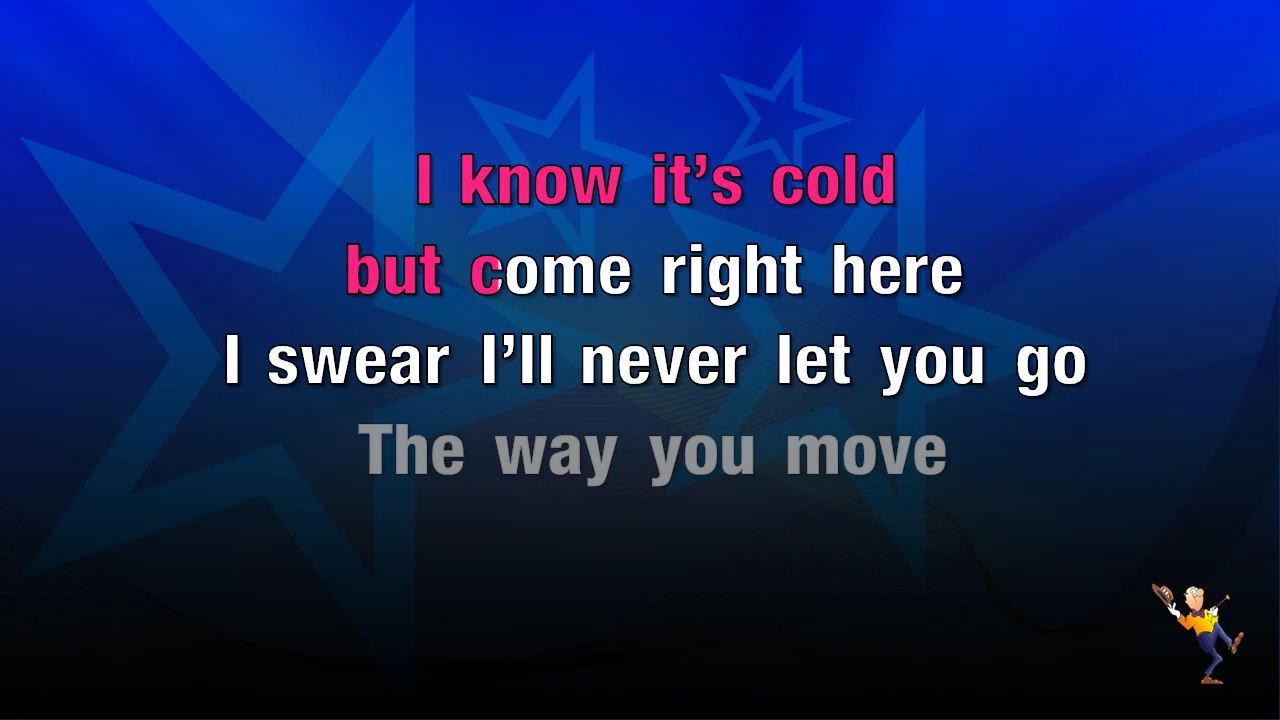 I know it’s cold
but come right here
I swear I’ll never let you go
The way you move